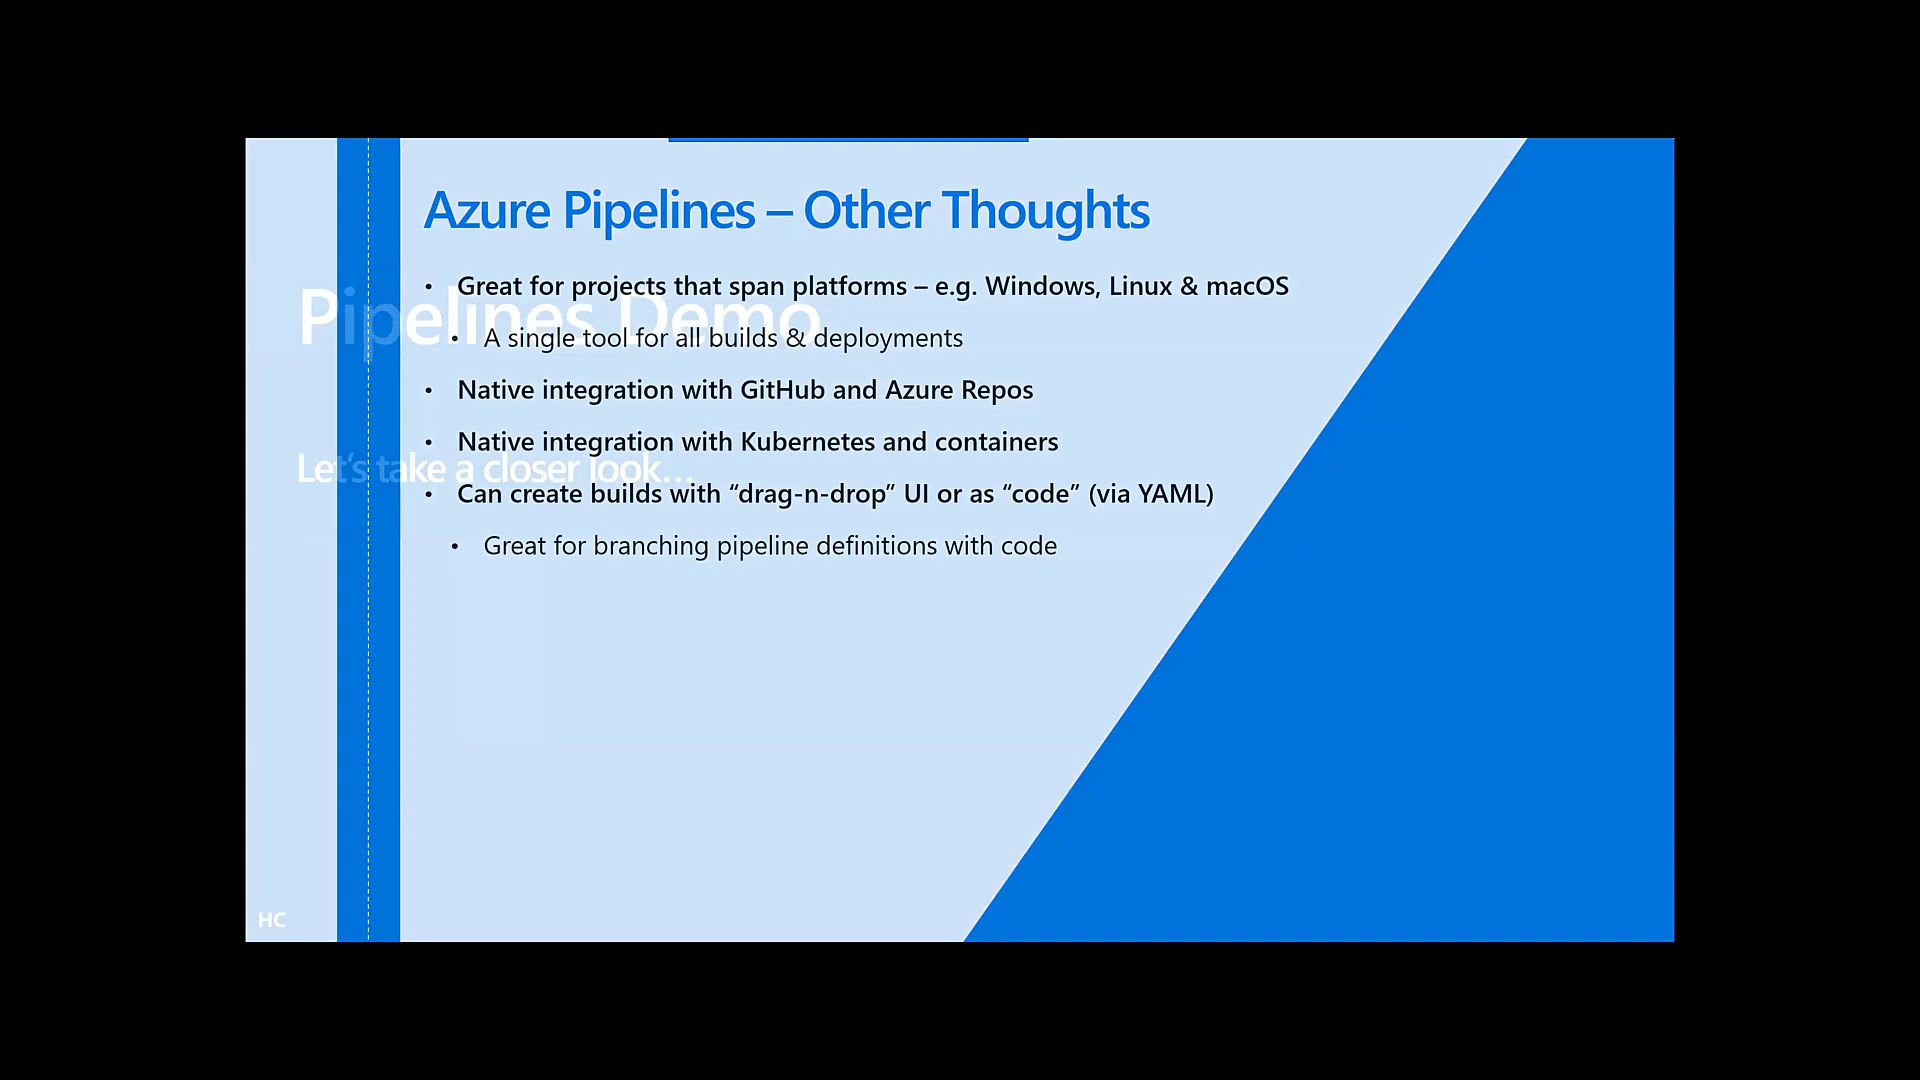 Azure Pipelines – Other Thoughts
• Great for projects that span platforms – e.g. Windows, Linux & macOS
Pipelines Demo
• A single tool for all builds & deployments
• Native integration with GitHub and Azure Repos
• Native integration with Kubernetes and containers
Let’s take a closer look...
• Can create builds with “drag-n-drop” UI or as “code” (via YAML)
• Great for branching pipeline definitions with code
HC